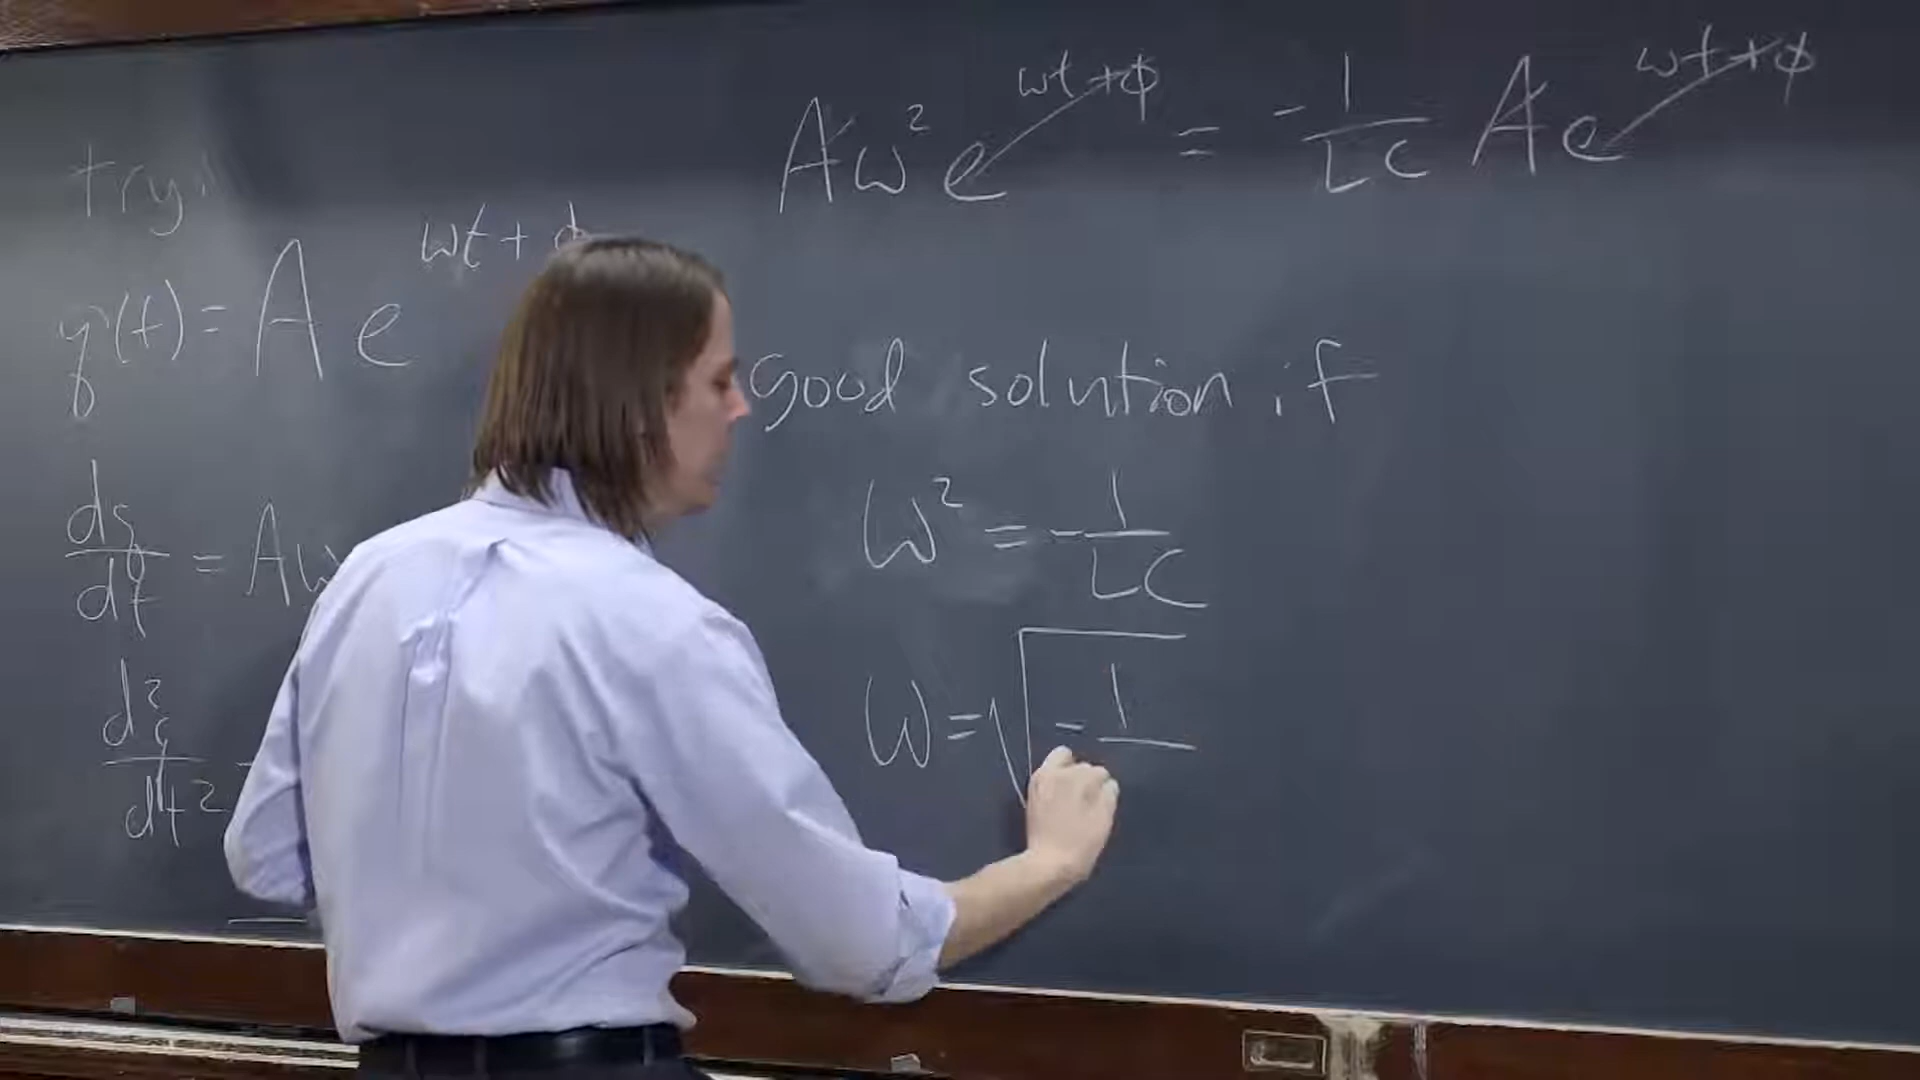 try:
q(t) = A e^{ωt + ϕ}
dq/dt = Aω
d²q/dt² =
Aω² e^{ωt+ϕ} = -1/LC A e^{ωt+ϕ}
good solution if
ω² = -1/LC
ω = √-1